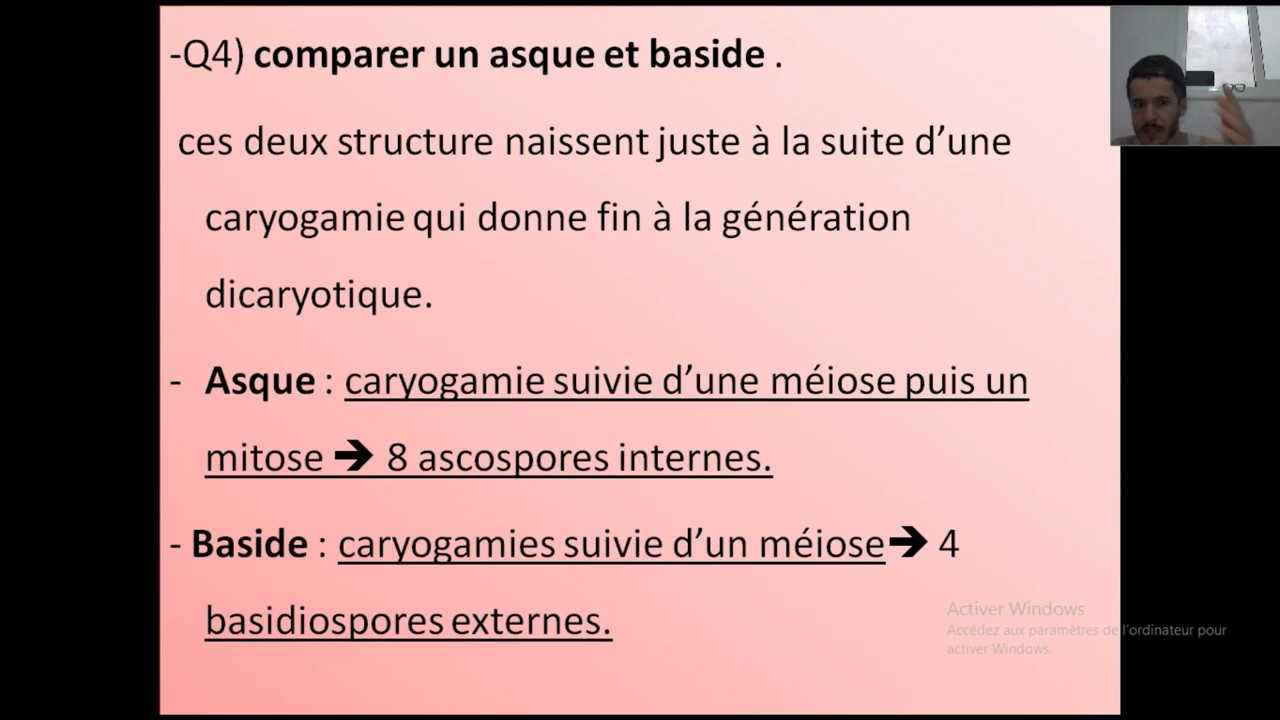 -Q4) comparer un asque et baside .
ces deux structure naissent juste à la suite d’une
caryogamie qui donne fin à la génération
dicaryotique.
- Asque : caryogamie suivie d’une méiose puis un
mitose ➔ 8 ascospores internes.
- Baside : caryogamies suivie d’un méiose➔ 4
basidiospores externes.
Activer Windows
Accédez aux paramètres de l'ordinateur pour
activer Windows.